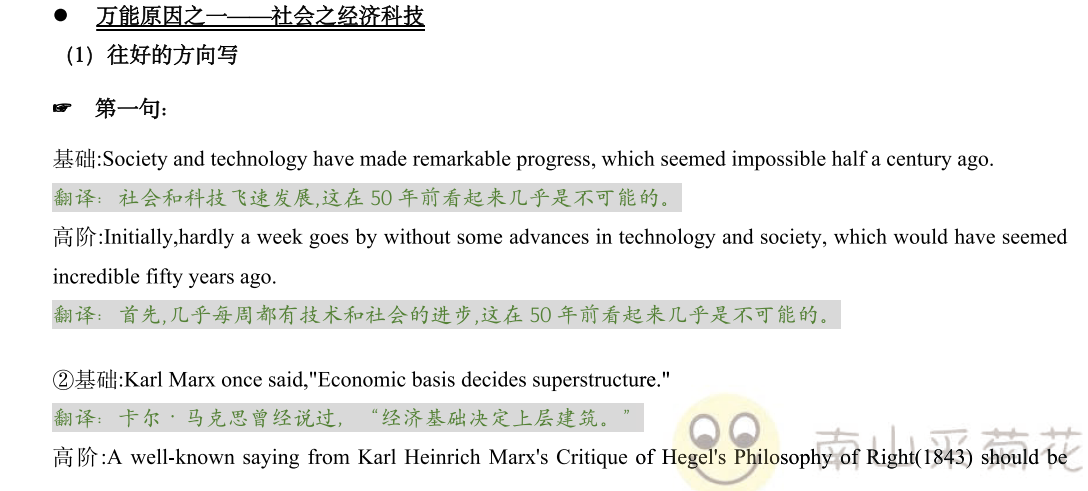 ● 万能原因之一——社会之经济科技
(1) 往好的方向写
☛ 第一句:
基础:Society and technology have made remarkable progress, which seemed impossible half a century ago.
翻译: 社会和科技飞速发展,这在 50 年前看起来几乎是不可能的。
高阶:Initially,hardly a week goes by without some advances in technology and society, which would have seemed
incredible fifty years ago.
翻译: 首先,几乎每周都有技术和社会的进步,这在 50 年前看起来几乎是不可能的。
②基础:Karl Marx once said,"Economic basis decides superstructure."
翻译: 卡尔·马克思曾经说过, “经济基础决定上层建筑。”
高阶:A well-known saying from Karl Heinrich Marx's Critique of Hegel's Philosophy of Right(1843) should be
南山采菊花